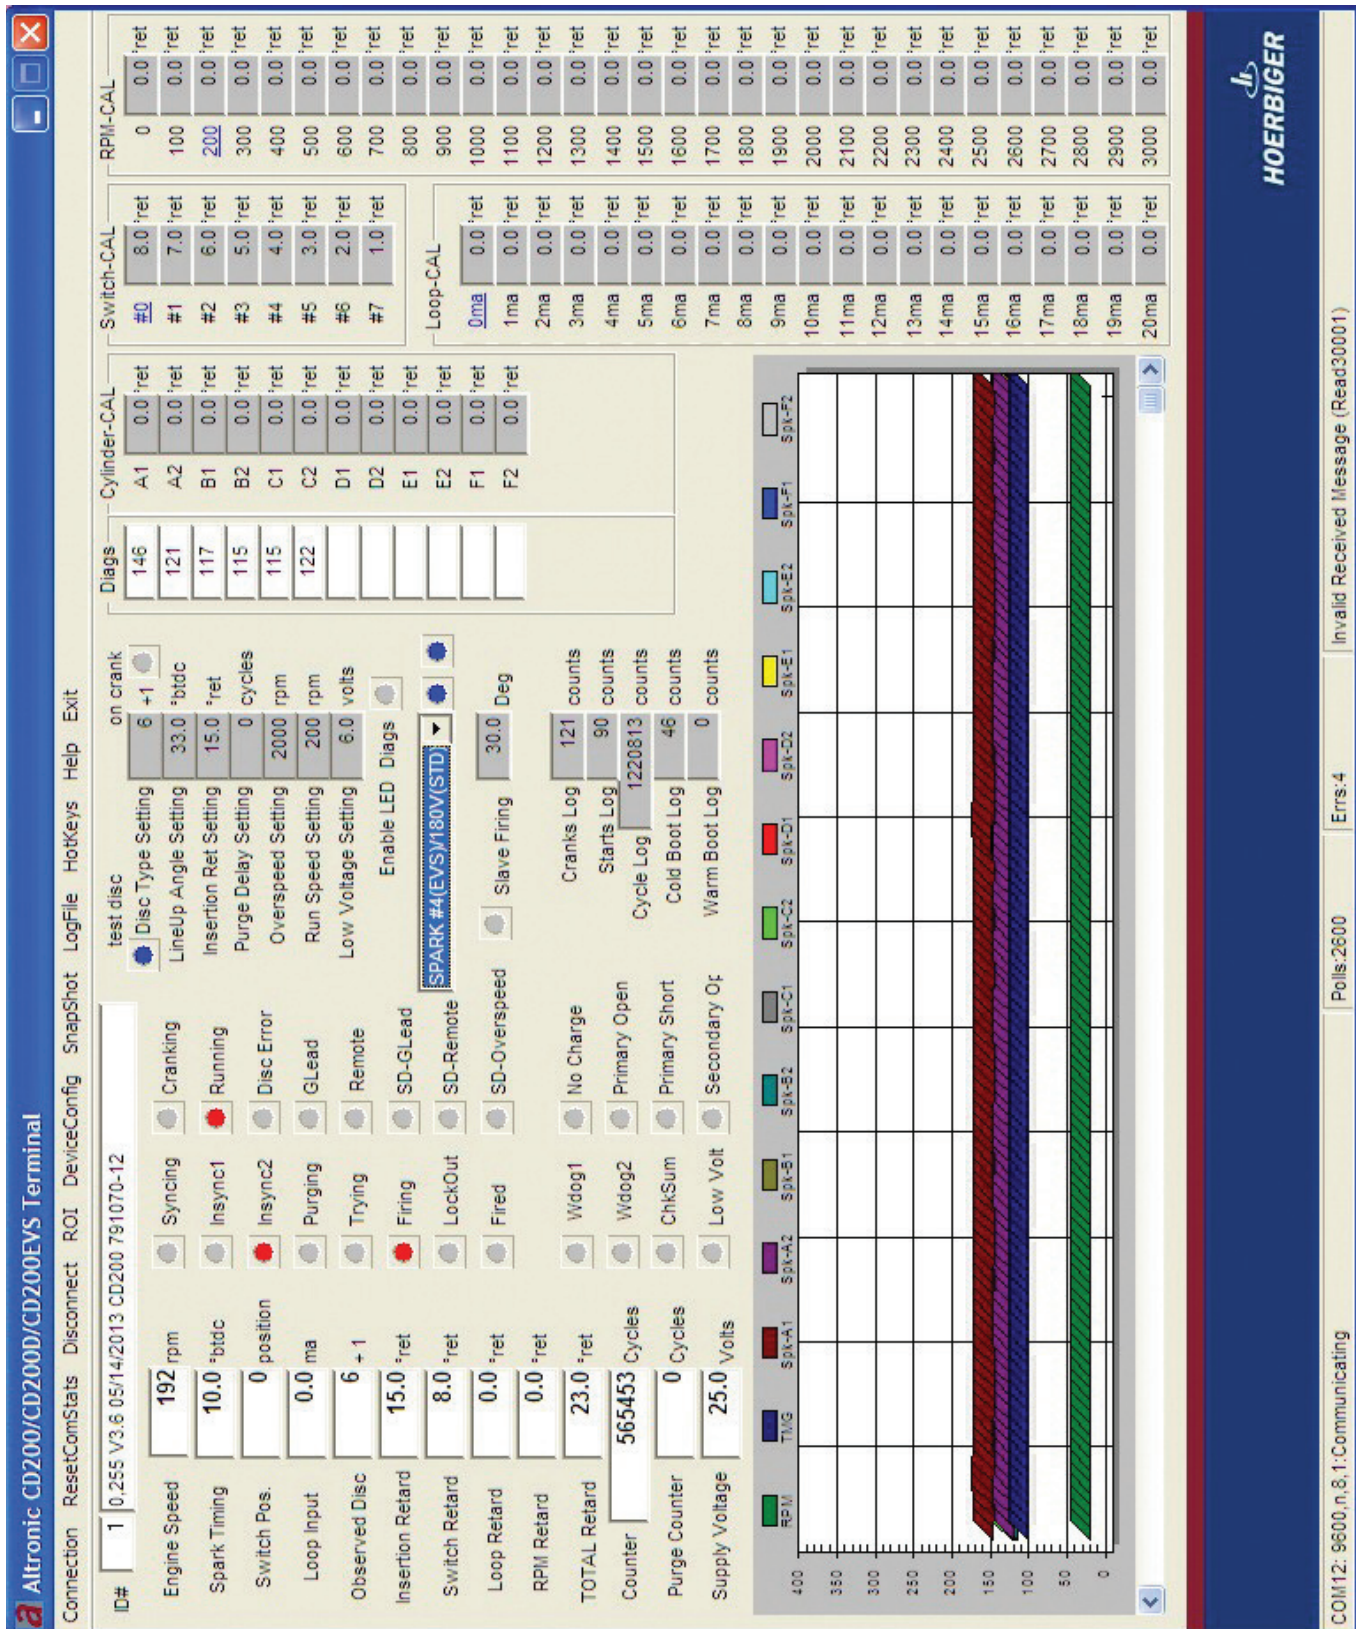 Altronic CD200/CD200D/CD200EVS Terminal
Connection ResetComStats Disconnect ROI DeviceConfig SnapShot LogFile HotKeys Help Exit
ID# 1 0,255 V3.6 05/14/2013 CD200 791070-12
Engine Speed 192 rpm
Spark Timing 10.0 °btdc
Switch Pos. 0 position
Loop Input 0.0 ma
Observed Disc 6 +1
Insertion Retard 15.0 °ret
Switch Retard 8.0 °ret
Loop Retard 0.0 °ret
RPM Retard 0.0 °ret
TOTAL Retard 23.0 °ret
Counter 565453 Cycles
Purge Counter 0 Cycles
Supply Voltage 25.0 Volts
Syncing Cranking
Insync1 Running
Insync2 Disc Error
Purging GLead
Trying Remote
Firing SD-GLead
LockOut SD-Remote
Fired SD-Overspeed
Wdog1 No Charge
Wdog2 Primary Open
ChkSum Primary Short
Low Volt Secondary Op
test disc on crank
Disc Type Setting 6 +1
LineUp Angle Setting 33.0 °btdc
Insertion Ret Setting 15.0 °ret
Purge Delay Setting 0 cycles
Overspeed Setting 2000 rpm
Run Speed Setting 200 rpm
Low Voltage Setting 6.0 volts
Enable LED Diags
SPARK #4(EVS)/180V(STD)
Slave Firing 30.0 Deg
Cranks Log 121 counts
Starts Log 90 counts
Cycle Log 1220813 counts
Cold Boot Log 46 counts
Warm Boot Log 0 counts
Diags
146
121
117
115
115
122
Cylinder-CAL
A1 0.0 °ret
A2 0.0 °ret
B1 0.0 °ret
B2 0.0 °ret
C1 0.0 °ret
C2 0.0 °ret
D1 0.0 °ret
D2 0.0 °ret
E1 0.0 °ret
E2 0.0 °ret
F1 0.0 °ret
F2 0.0 °ret
Switch-CAL
#0 8.0 °ret
#1 7.0 °ret
#2 6.0 °ret
#3 5.0 °ret
#4 4.0 °ret
#5 3.0 °ret
#6 2.0 °ret
#7 1.0 °ret
Loop-CAL
0ma 0.0 °ret
1ma 0.0 °ret
2ma 0.0 °ret
3ma 0.0 °ret
4ma 0.0 °ret
5ma 0.0 °ret
6ma 0.0 °ret
7ma 0.0 °ret
8ma 0.0 °ret
9ma 0.0 °ret
10ma 0.0 °ret
11ma 0.0 °ret
12ma 0.0 °ret
13ma 0.0 °ret
14ma 0.0 °ret
15ma 0.0 °ret
16ma 0.0 °ret
17ma 0.0 °ret
18ma 0.0 °ret
19ma 0.0 °ret
20ma 0.0 °ret
RPM-CAL
0 0.0 °ret
100 0.0 °ret
200 0.0 °ret
300 0.0 °ret
400 0.0 °ret
500 0.0 °ret
600 0.0 °ret
700 0.0 °ret
800 0.0 °ret
900 0.0 °ret
1000 0.0 °ret
1100 0.0 °ret
1200 0.0 °ret
1300 0.0 °ret
1400 0.0 °ret
1500 0.0 °ret
1600 0.0 °ret
1700 0.0 °ret
1800 0.0 °ret
1900 0.0 °ret
2000 0.0 °ret
2100 0.0 °ret
2200 0.0 °ret
2300 0.0 °ret
2400 0.0 °ret
2500 0.0 °ret
2600 0.0 °ret
2700 0.0 °ret
2800 0.0 °ret
2900 0.0 °ret
3000 0.0 °ret
RPM TMG Spk-A1 Spk-A2 Spk-B1 Spk-B2 Spk-C1 Spk-C2 Spk-D1 Spk-D2 Spk-E1 Spk-E2 Spk-F1 Spk-F2
400
350
300
250
200
150
100
50
0
HOERBIGER
COM12: 9600,n,8,1:Communicating Polls:2600 Errs:4 Invalid Received Message (Read30001)